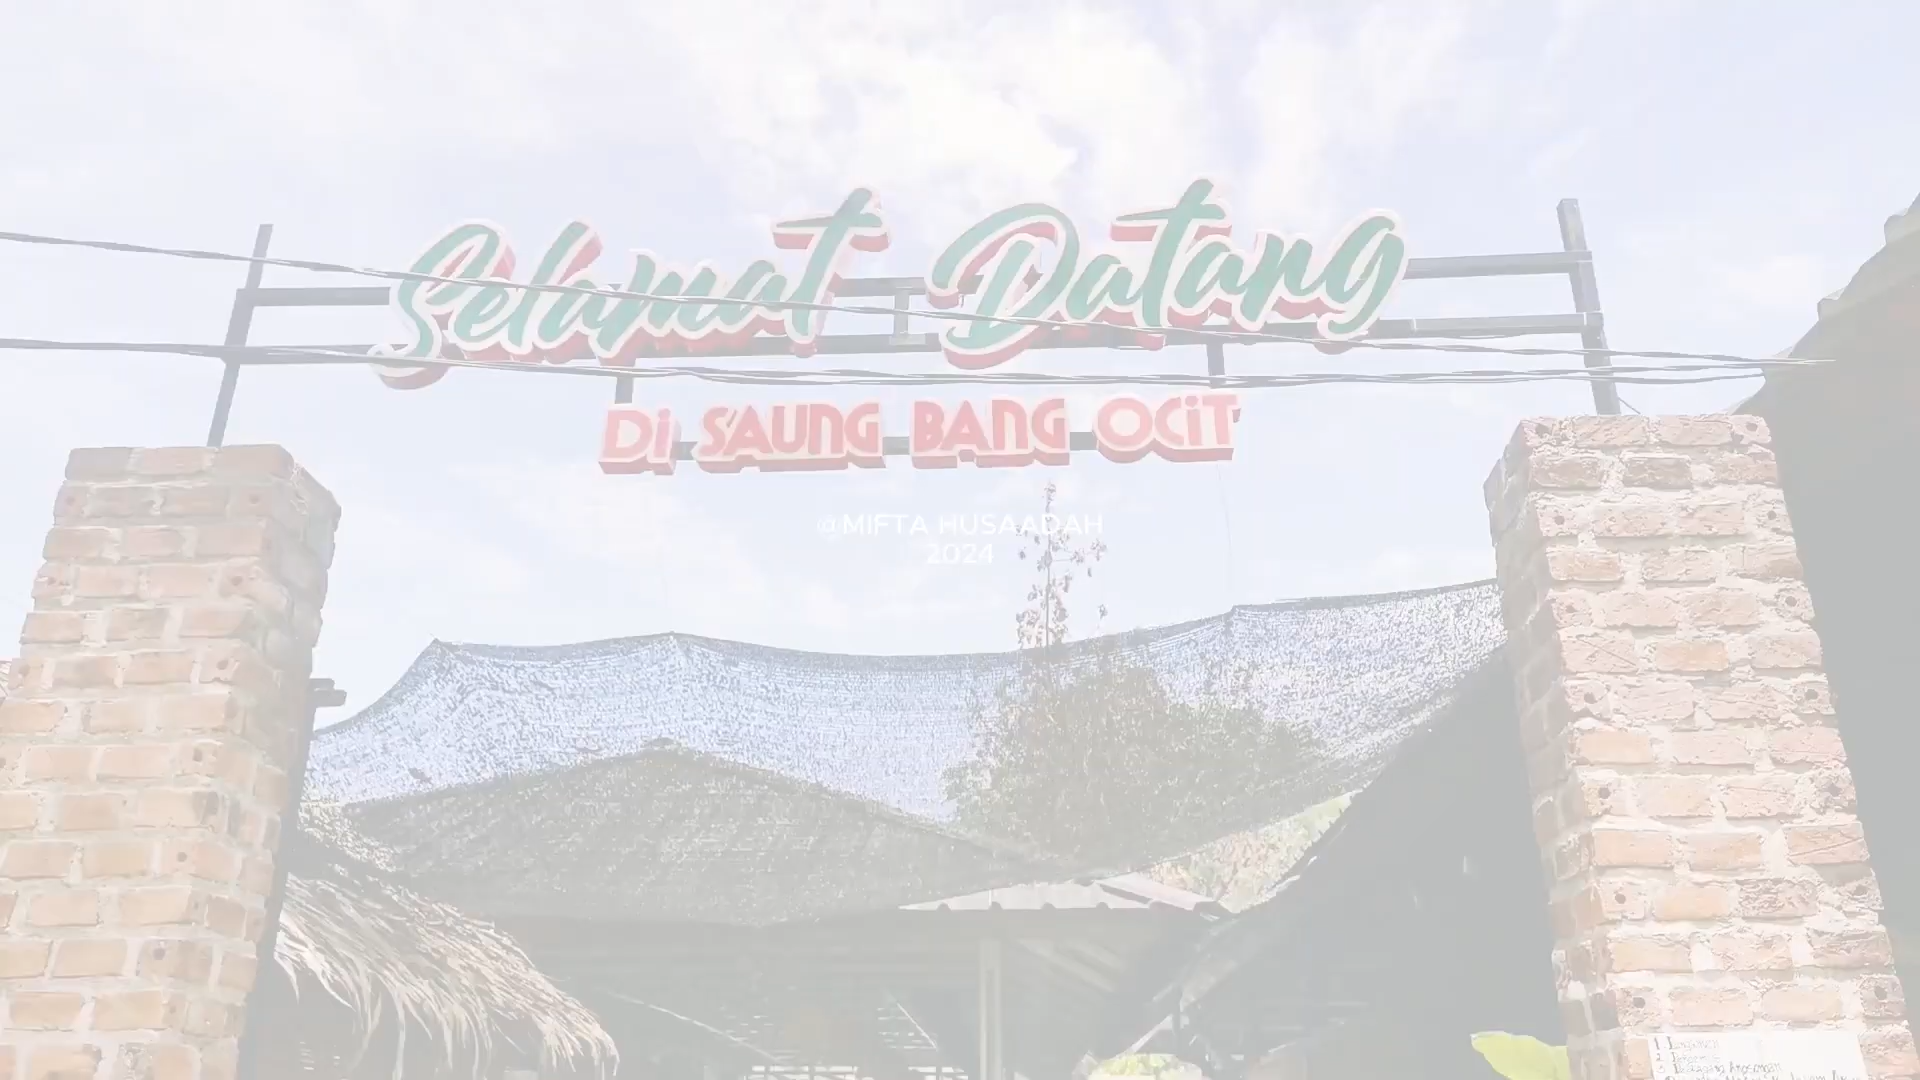 Selamat Datang
Di SAUNG BANG OCiT
@MIFTA HUSAADAH
2024